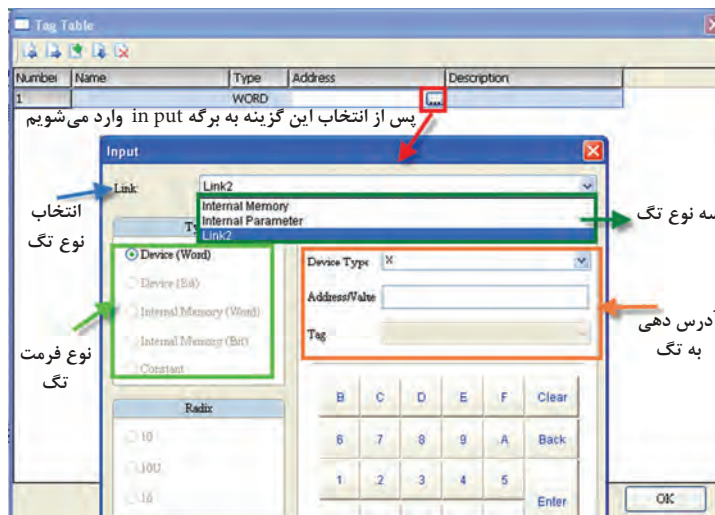 Tag Table
Number Name Type Address Description
1 WORD ...
پس از انتخاب این گزینه به برگه in put وارد می‌شویم
Input
Link Link2
Internal Memory
Internal Parameter
Link2
انتخاب
نوع تگ
سه نوع تگ
Device (Word)
Device (Bit)
Internal Memory (Word)
Internal Memory (Bit)
Constant
نوع فرمت
تگ
Device Type X
Address/Value
Tag
آدرس دهی
به تگ
Radix
10
10U
16
B C D E F Clear
6 7 8 9 A Back
1 2 3 4 5
Enter
OK